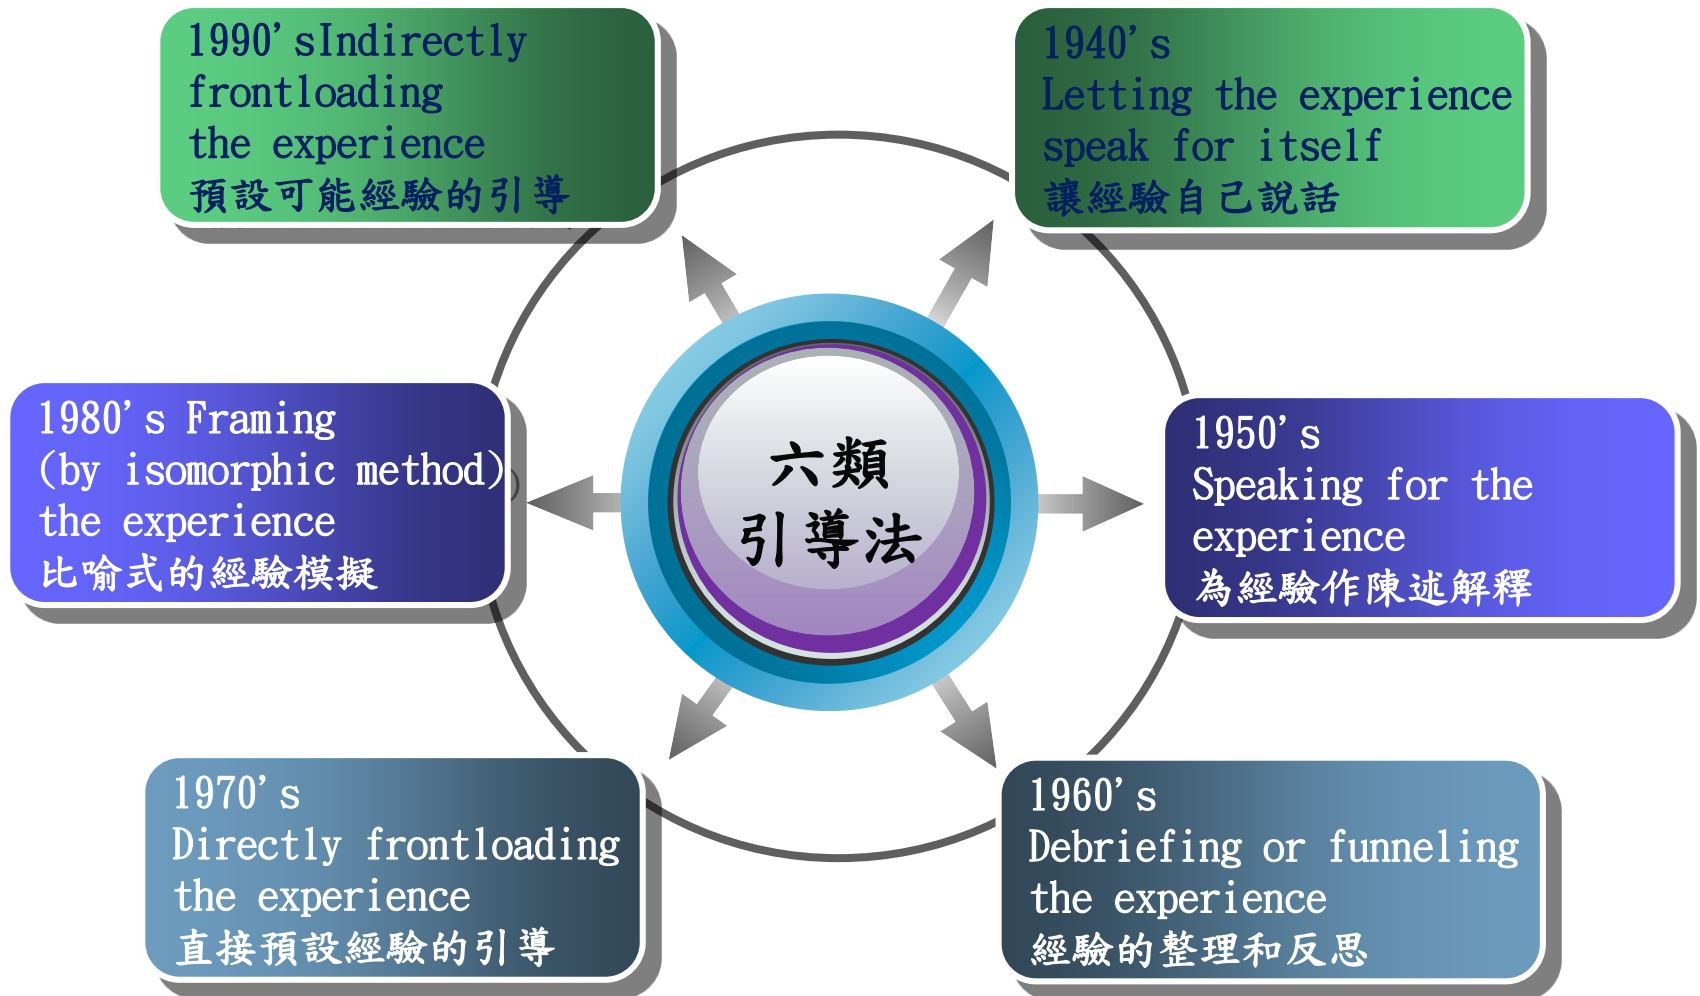 六類
引導法
1940's
Letting the experience
speak for itself
讓經驗自己說話
1950's
Speaking for the
experience
為經驗作陳述解釋
1960's
Debriefing or funneling
the experience
經驗的整理和反思
1970's
Directly frontloading
the experience
直接預設經驗的引導
1980's Framing
(by isomorphic method)
the experience
比喻式的經驗模擬
1990'sIndirectly
frontloading
the experience
預設可能經驗的引導